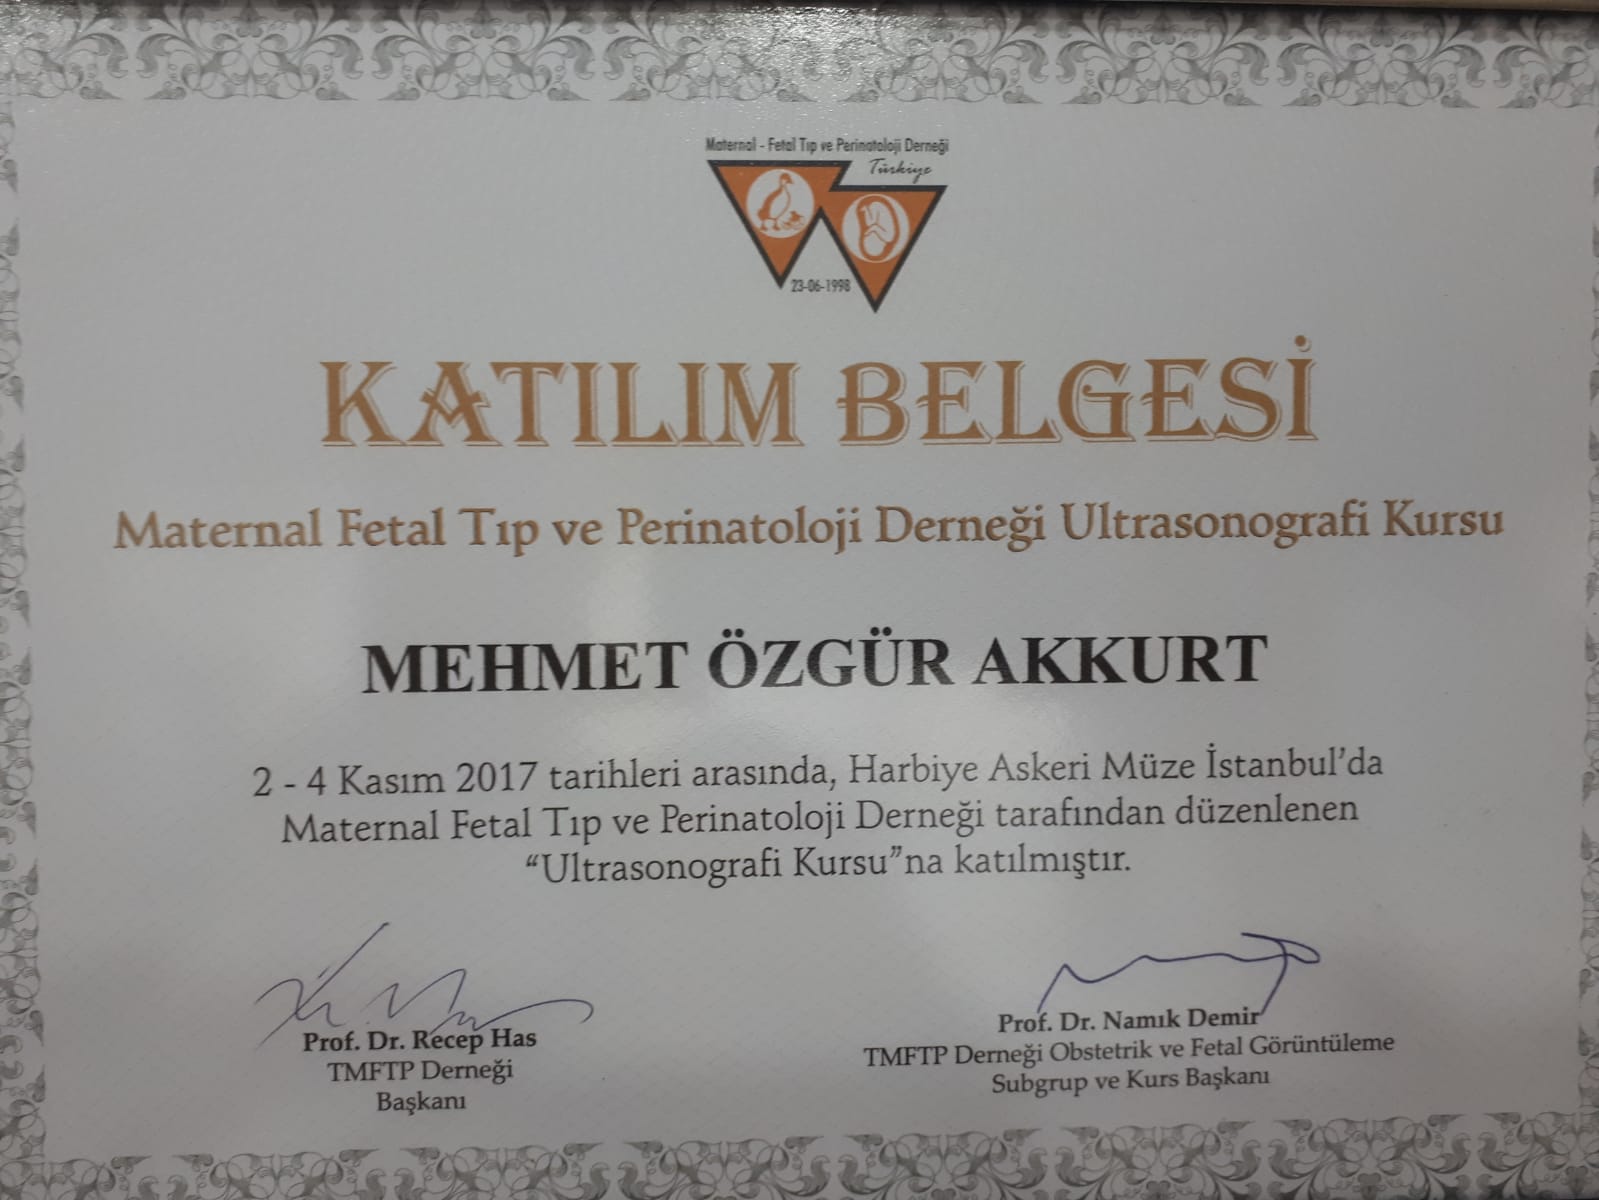 Maternal - Fetal Tıp ve Perinatoloji Derneği
Türkiye
23-06-1998
KATILIM BELGESİ
Maternal Fetal Tıp ve Perinatoloji Derneği Ultrasonografi Kursu
MEHMET ÖZGÜR AKKURT
2 - 4 Kasım 2017 tarihleri arasında, Harbiye Askeri Müze İstanbul’da
Maternal Fetal Tıp ve Perinatoloji Derneği tarafından düzenlenen
“Ultrasonografi Kursu”na katılmıştır.
Prof. Dr. Recep Has
TMFTP Derneği
Başkanı
Prof. Dr. Namık Demir
TMFTP Derneği Obstetrik ve Fetal Görüntüleme
Subgrup ve Kurs Başkanı